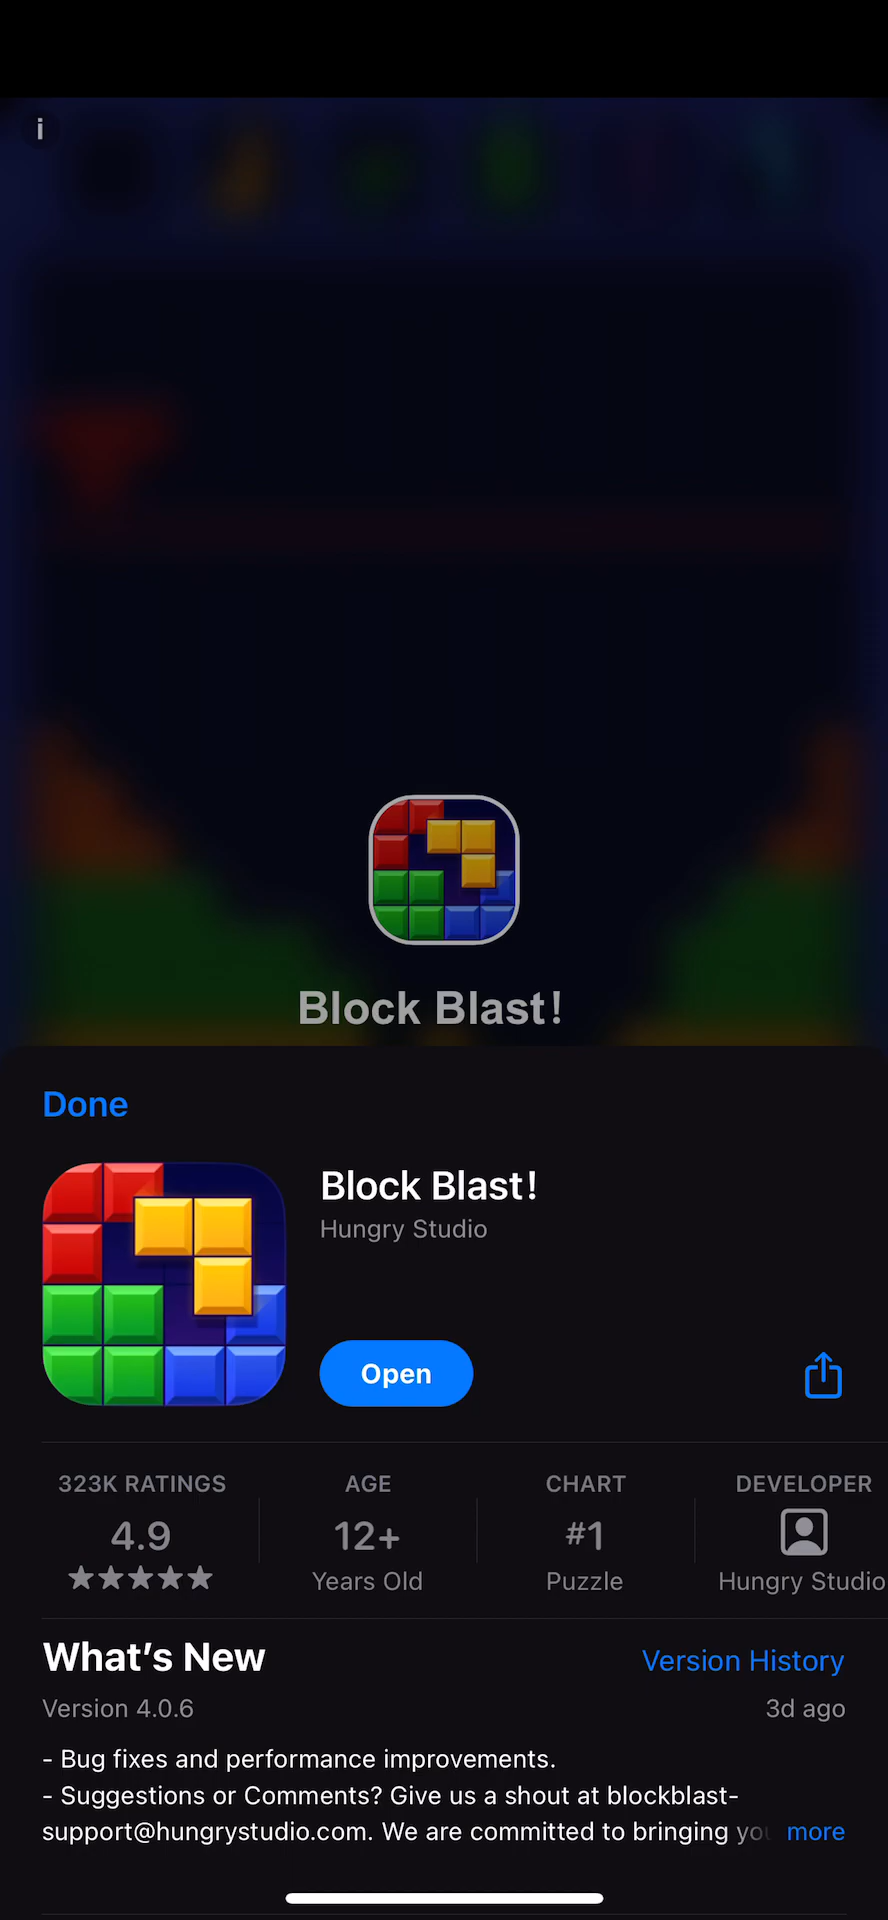 i
Block Blast!
Done
Block Blast!
Hungry Studio
Open
323K RATINGS
4.9
AGE
12+
Years Old
CHART
#1
Puzzle
DEVELOPER
Hungry Studio
What's New
Version History
Version 4.0.6
3d ago
- Bug fixes and performance improvements.
- Suggestions or Comments? Give us a shout at blockblast-
support@hungrystudio.com. We are committed to bringing you more